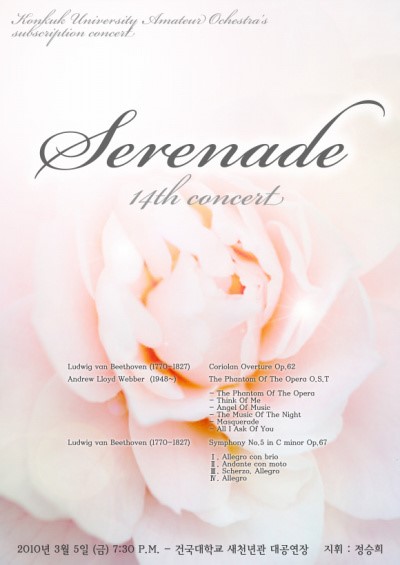 Konkuk University Amateur Ochestra's
subscription concert
Serenade
14th concert
Ludwig van Beethoven (1770~1827) Coriolan Overture Op.62
Andrew Lloyd Webber (1948~) The Phantom Of The Opera O.S.T
- The Phantom Of The Opera
- Think Of Me
- Angel Of Music
- The Music Of The Night
- Masquerade
- All I Ask Of You
Ludwig van Beethoven (1770~1827) Symphony No.5 in C minor Op.67
Ⅰ. Allegro con brio
Ⅱ. Andante con moto
Ⅲ. Scherzo, Allegro
Ⅳ. Allegro
2010년 3월 5일 (금) 7:30 P.M. - 건국대학교 새천년관 대공연장 지휘 : 정승회